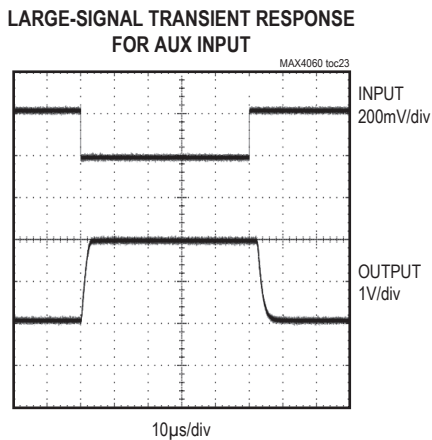 LARGE-SIGNAL TRANSIENT RESPONSE
FOR AUX INPUT
MAX4060 toc23
INPUT
200mV/div
OUTPUT
1V/div
10µs/div